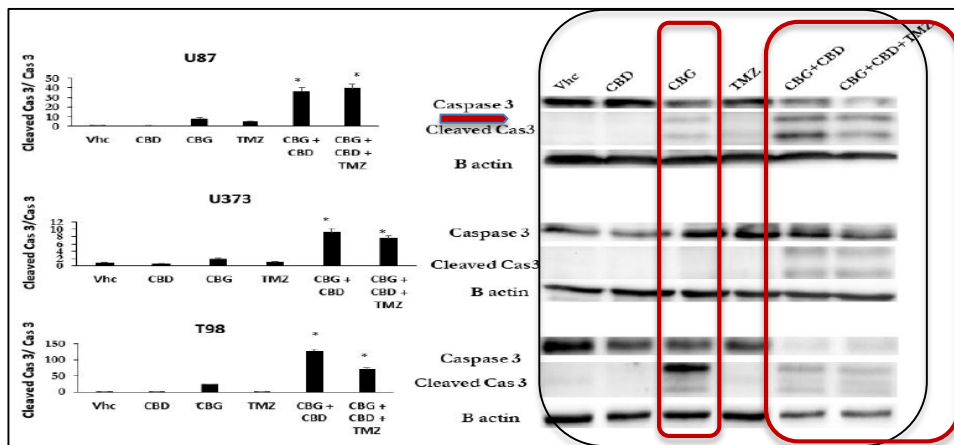 U87
Cleaved Cas 3/ Cas 3
50
40
30
20
10
0
Vhc CBD CBG TMZ CBG + CBD CBG + CBD + TMZ
* *
U373
Cleaved Cas 3/Cas 3
12
10
8
6
4
2
0
Vhc CBD CBG TMZ CBG + CBD CBG + CBD + TMZ
* *
T98
Cleaved Cas 3/ Cas 3
150
100
50
0
Vhc CBD CBG TMZ CBG + CBD CBG + CBD + TMZ
* *
Vhc CBD CBG TMZ CBG+CBD CBG+CBD+TMZ
Caspase 3
Cleaved Cas3
B actin
Caspase 3
Cleaved Cas3
B actin
Caspase 3
Cleaved Cas 3
B actin